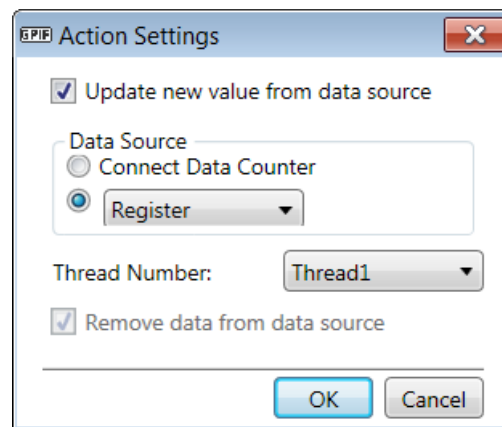 GPIF Action Settings
Update new value from data source
Data Source
Connect Data Counter
Register
Thread Number: Thread1
Remove data from data source
OK Cancel